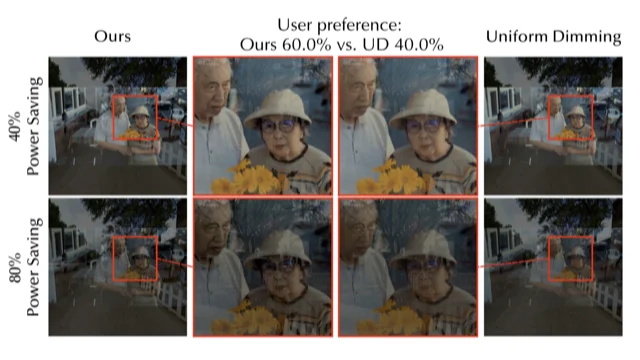 Ours
User preference:
Ours 60.0% vs. UD 40.0%
Uniform Dimming
40%
Power Saving
80%
Power Saving